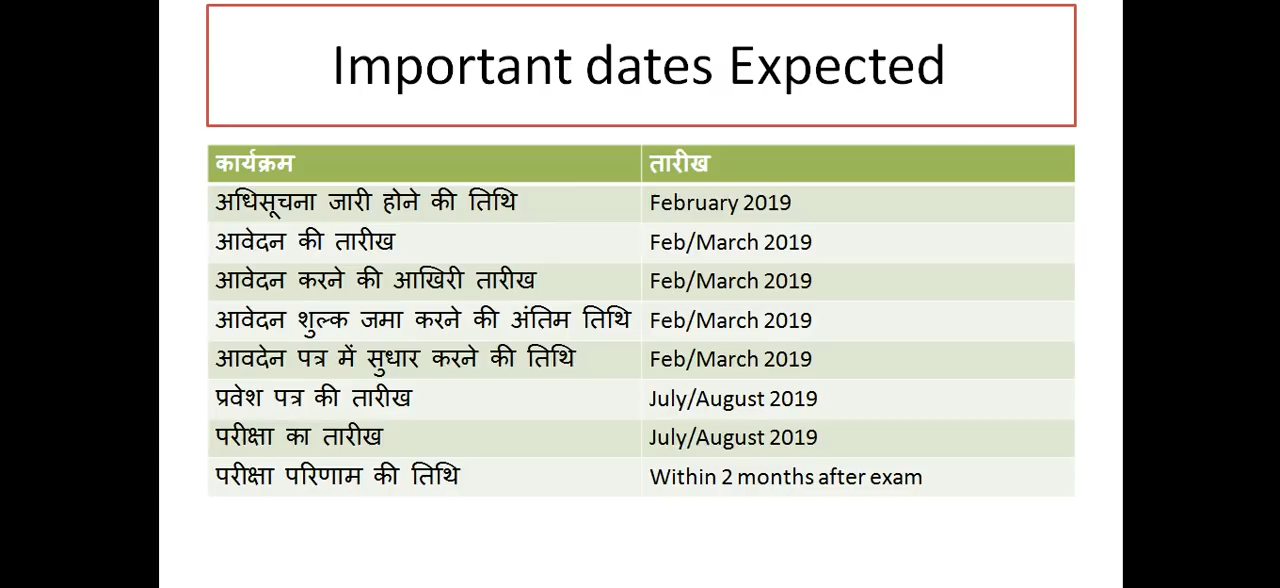 Important dates Expected
कार्यक्रम तारीख
अधिसूचना जारी होने की तिथि February 2019
आवेदन की तारीख Feb/March 2019
आवेदन करने की आखिरी तारीख Feb/March 2019
आवेदन शुल्क जमा करने की अंतिम तिथि Feb/March 2019
आवदेन पत्र में सुधार करने की तिथि Feb/March 2019
प्रवेश पत्र की तारीख July/August 2019
परीक्षा का तारीख July/August 2019
परीक्षा परिणाम की तिथि Within 2 months after exam